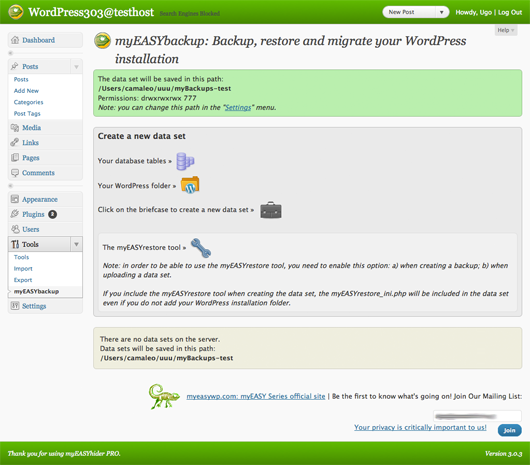 WordPress303@testhost
Search Engines Blocked
New Post
Howdy, Ugo | Log Out
Help
Dashboard
Posts
Posts
Add New
Categories
Post Tags
Media
Links
Pages
Comments
Appearance
Plugins 2
Users
Tools
Tools
Import
Export
myEASYbackup
Settings
myEASYbackup: Backup, restore and migrate your WordPress
installation
The data set will be saved in this path:
/Users/camaleo/uuu/myBackups-test
Permissions: drwxrwxrwx 777
Note: you can change this path in the "Settings" menu.
Create a new data set
Your database tables »
Your WordPress folder »
Click on the briefcase to create a new data set »
The myEASYrestore tool »
Note: in order to be able to use the myEASYrestore tool, you need to enable this option: a) when creating a backup; b) when
uploading a data set.
If you include the myEASYrestore tool when creating the data set, the myEASYrestore_ini.php will be included in the data set
even if you do not add your WordPress installation folder.
There are no data sets on the server.
Data sets will be saved in this path:
/Users/camaleo/uuu/myBackups-test
myeasywp.com: myEASY Series official site | Be the first to know what's going on! Join Our Mailing List:
Your privacy is critically important to us!
Join
Thank you for using myEASYhider PRO.
Version 3.0.3